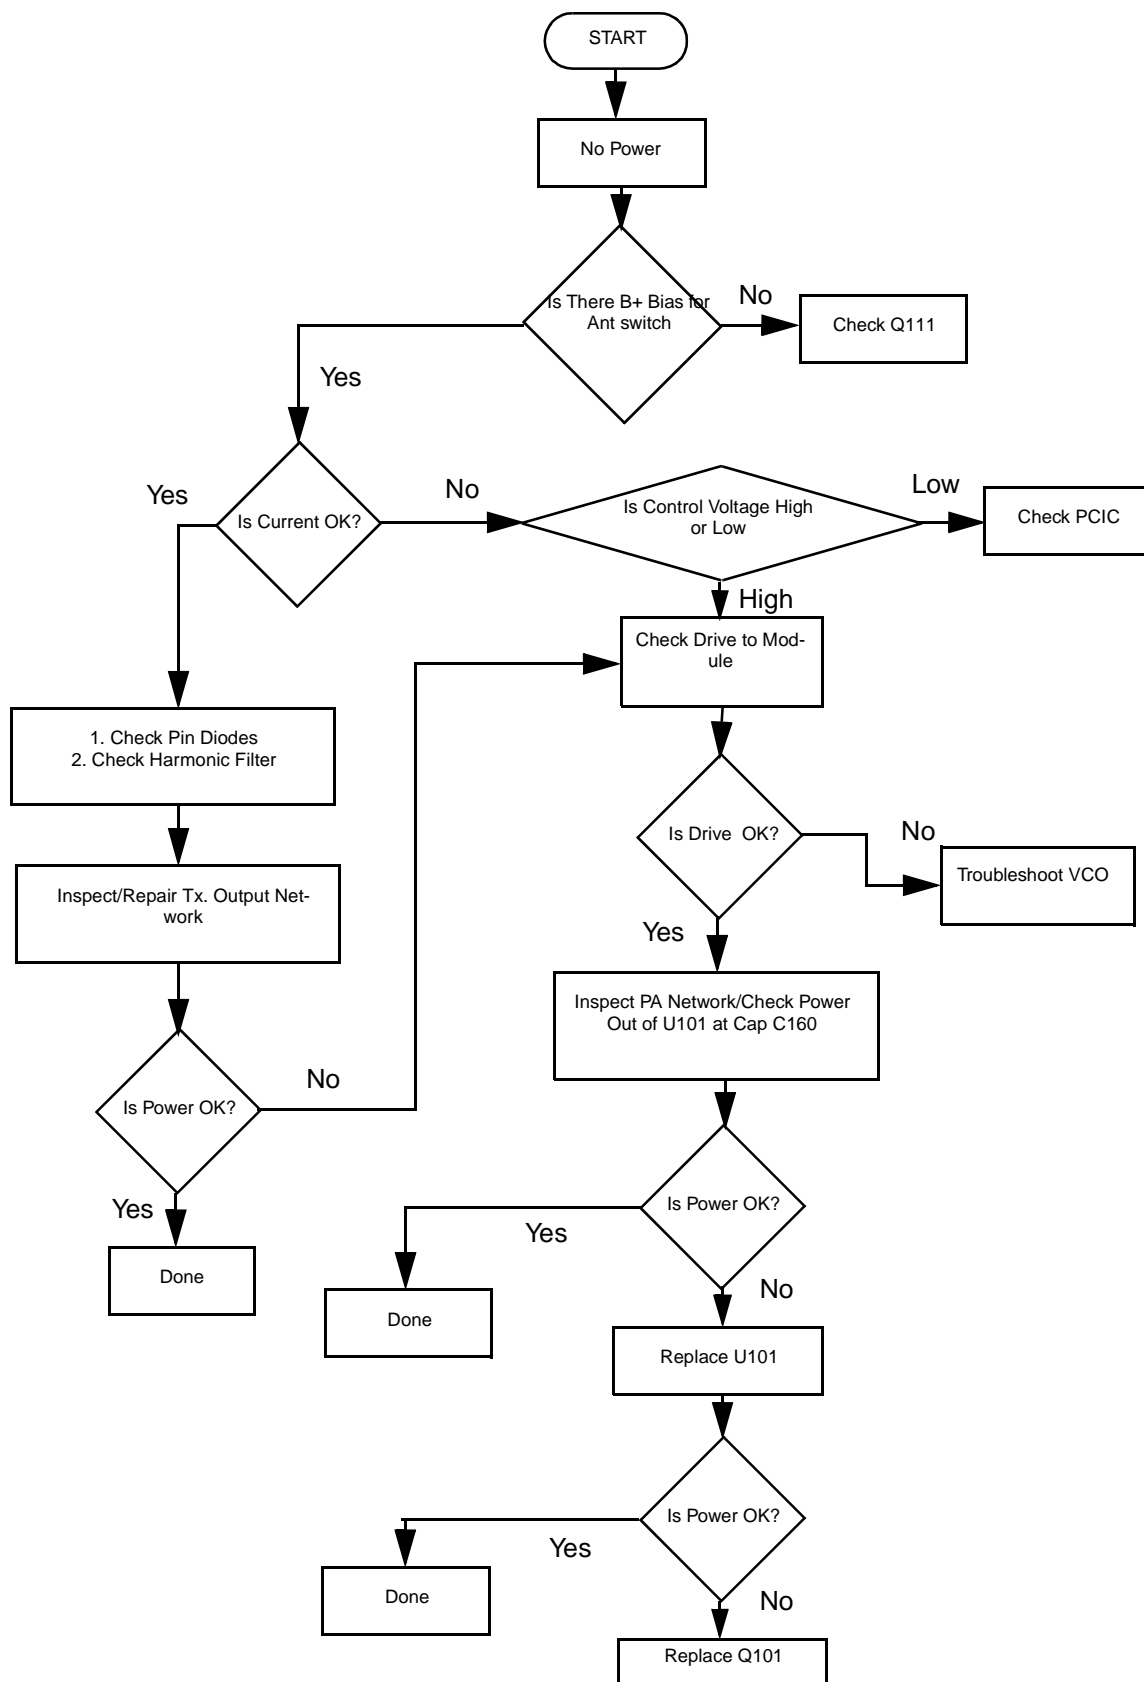 START
No Power
Is There B+ Bias for
Ant switch
No
Check Q111
Yes
Yes
Is Current OK?
No
Is Control Voltage High
or Low
Low
Check PCIC
High
Check Drive to Mod-
ule
1. Check Pin Diodes
2. Check Harmonic Filter
Is Drive OK?
No
Troubleshoot VCO
Inspect/Repair Tx. Output Net-
work
Yes
Inspect PA Network/Check Power
Out of U101 at Cap C160
Is Power OK?
No
Yes
Done
Is Power OK?
Yes
Done
No
Replace U101
Is Power OK?
Yes
Done
No
Replace Q101